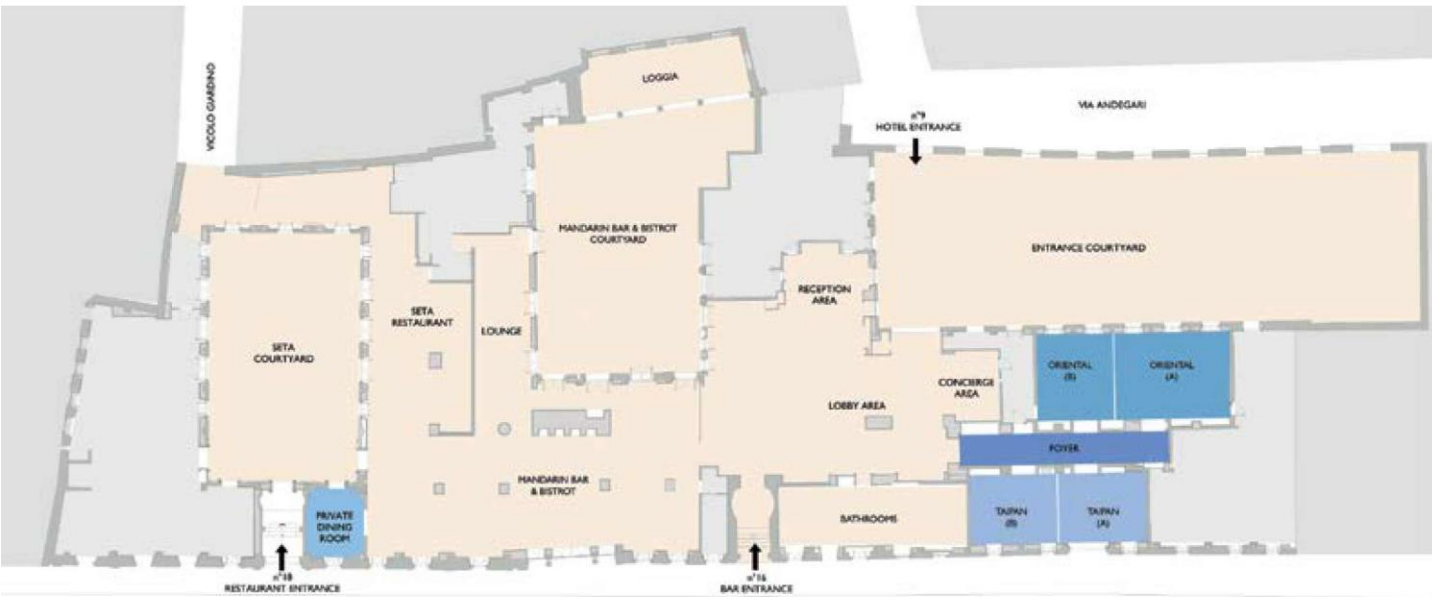 LOGGIA
VICOLO GIARDINO
VIA ANDEGARI
n°9
HOTEL ENTRANCE
MANDARIN BAR & BISTROT
COURTYARD
ENTRANCE COURTYARD
RECEPTION
AREA
SETA
RESTAURANT
LOUNGE
SETA
COURTYARD
ORIENTAL
(B)
ORIENTAL
(A)
CONCIERGE
AREA
LOBBY AREA
FOYER
MANDARIN BAR
& BISTROT
PRIVATE
DINING
ROOM
BATHROOMS
TAIPAN
(B)
TAIPAN
(A)
n°18
RESTAURANT ENTRANCE
n°16
BAR ENTRANCE